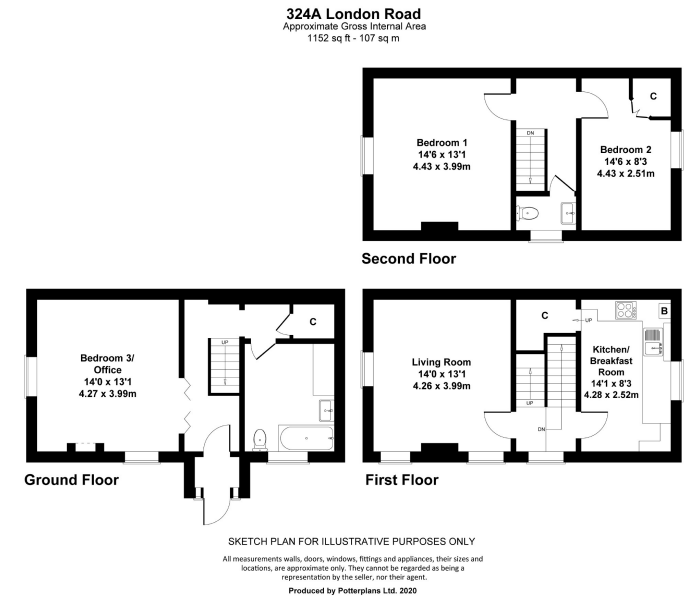 324A London Road
Approximate Gross Internal Area
1152 sq ft - 107 sq m
Bedroom 1
14'6 x 13'1
4.43 x 3.99m
DN
C
Bedroom 2
14'6 x 8'3
4.43 x 2.51m
Second Floor
Bedroom 3/
Office
14'0 x 13'1
4.27 x 3.99m
UP
C
Ground Floor
Living Room
14'0 x 13'1
4.26 x 3.99m
C
UP
B
Kitchen/
Breakfast
Room
14'1 x 8'3
4.28 x 2.52m
UP
DN
First Floor
SKETCH PLAN FOR ILLUSTRATIVE PURPOSES ONLY
All measurements walls, doors, windows, fittings and appliances, their sizes and
locations, are approximate only. They cannot be regarded as being a
representation by the seller, nor their agent.
Produced by Potterplans Ltd. 2020